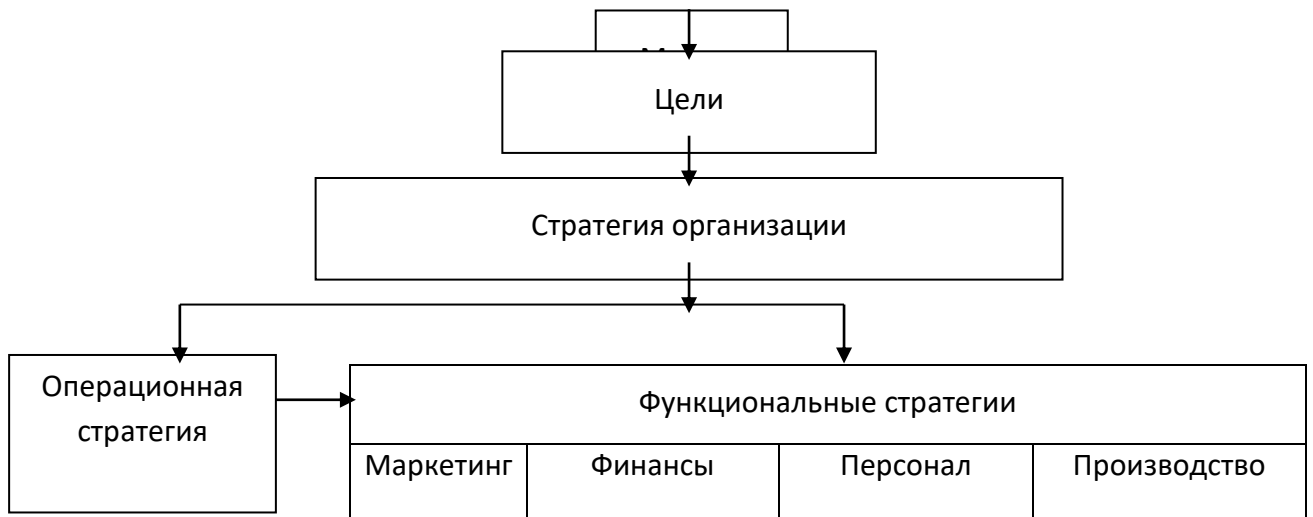 Цели
Стратегия организации
Операционная
стратегия
Функциональные стратегии
Маркетинг
Финансы
Персонал
Производство